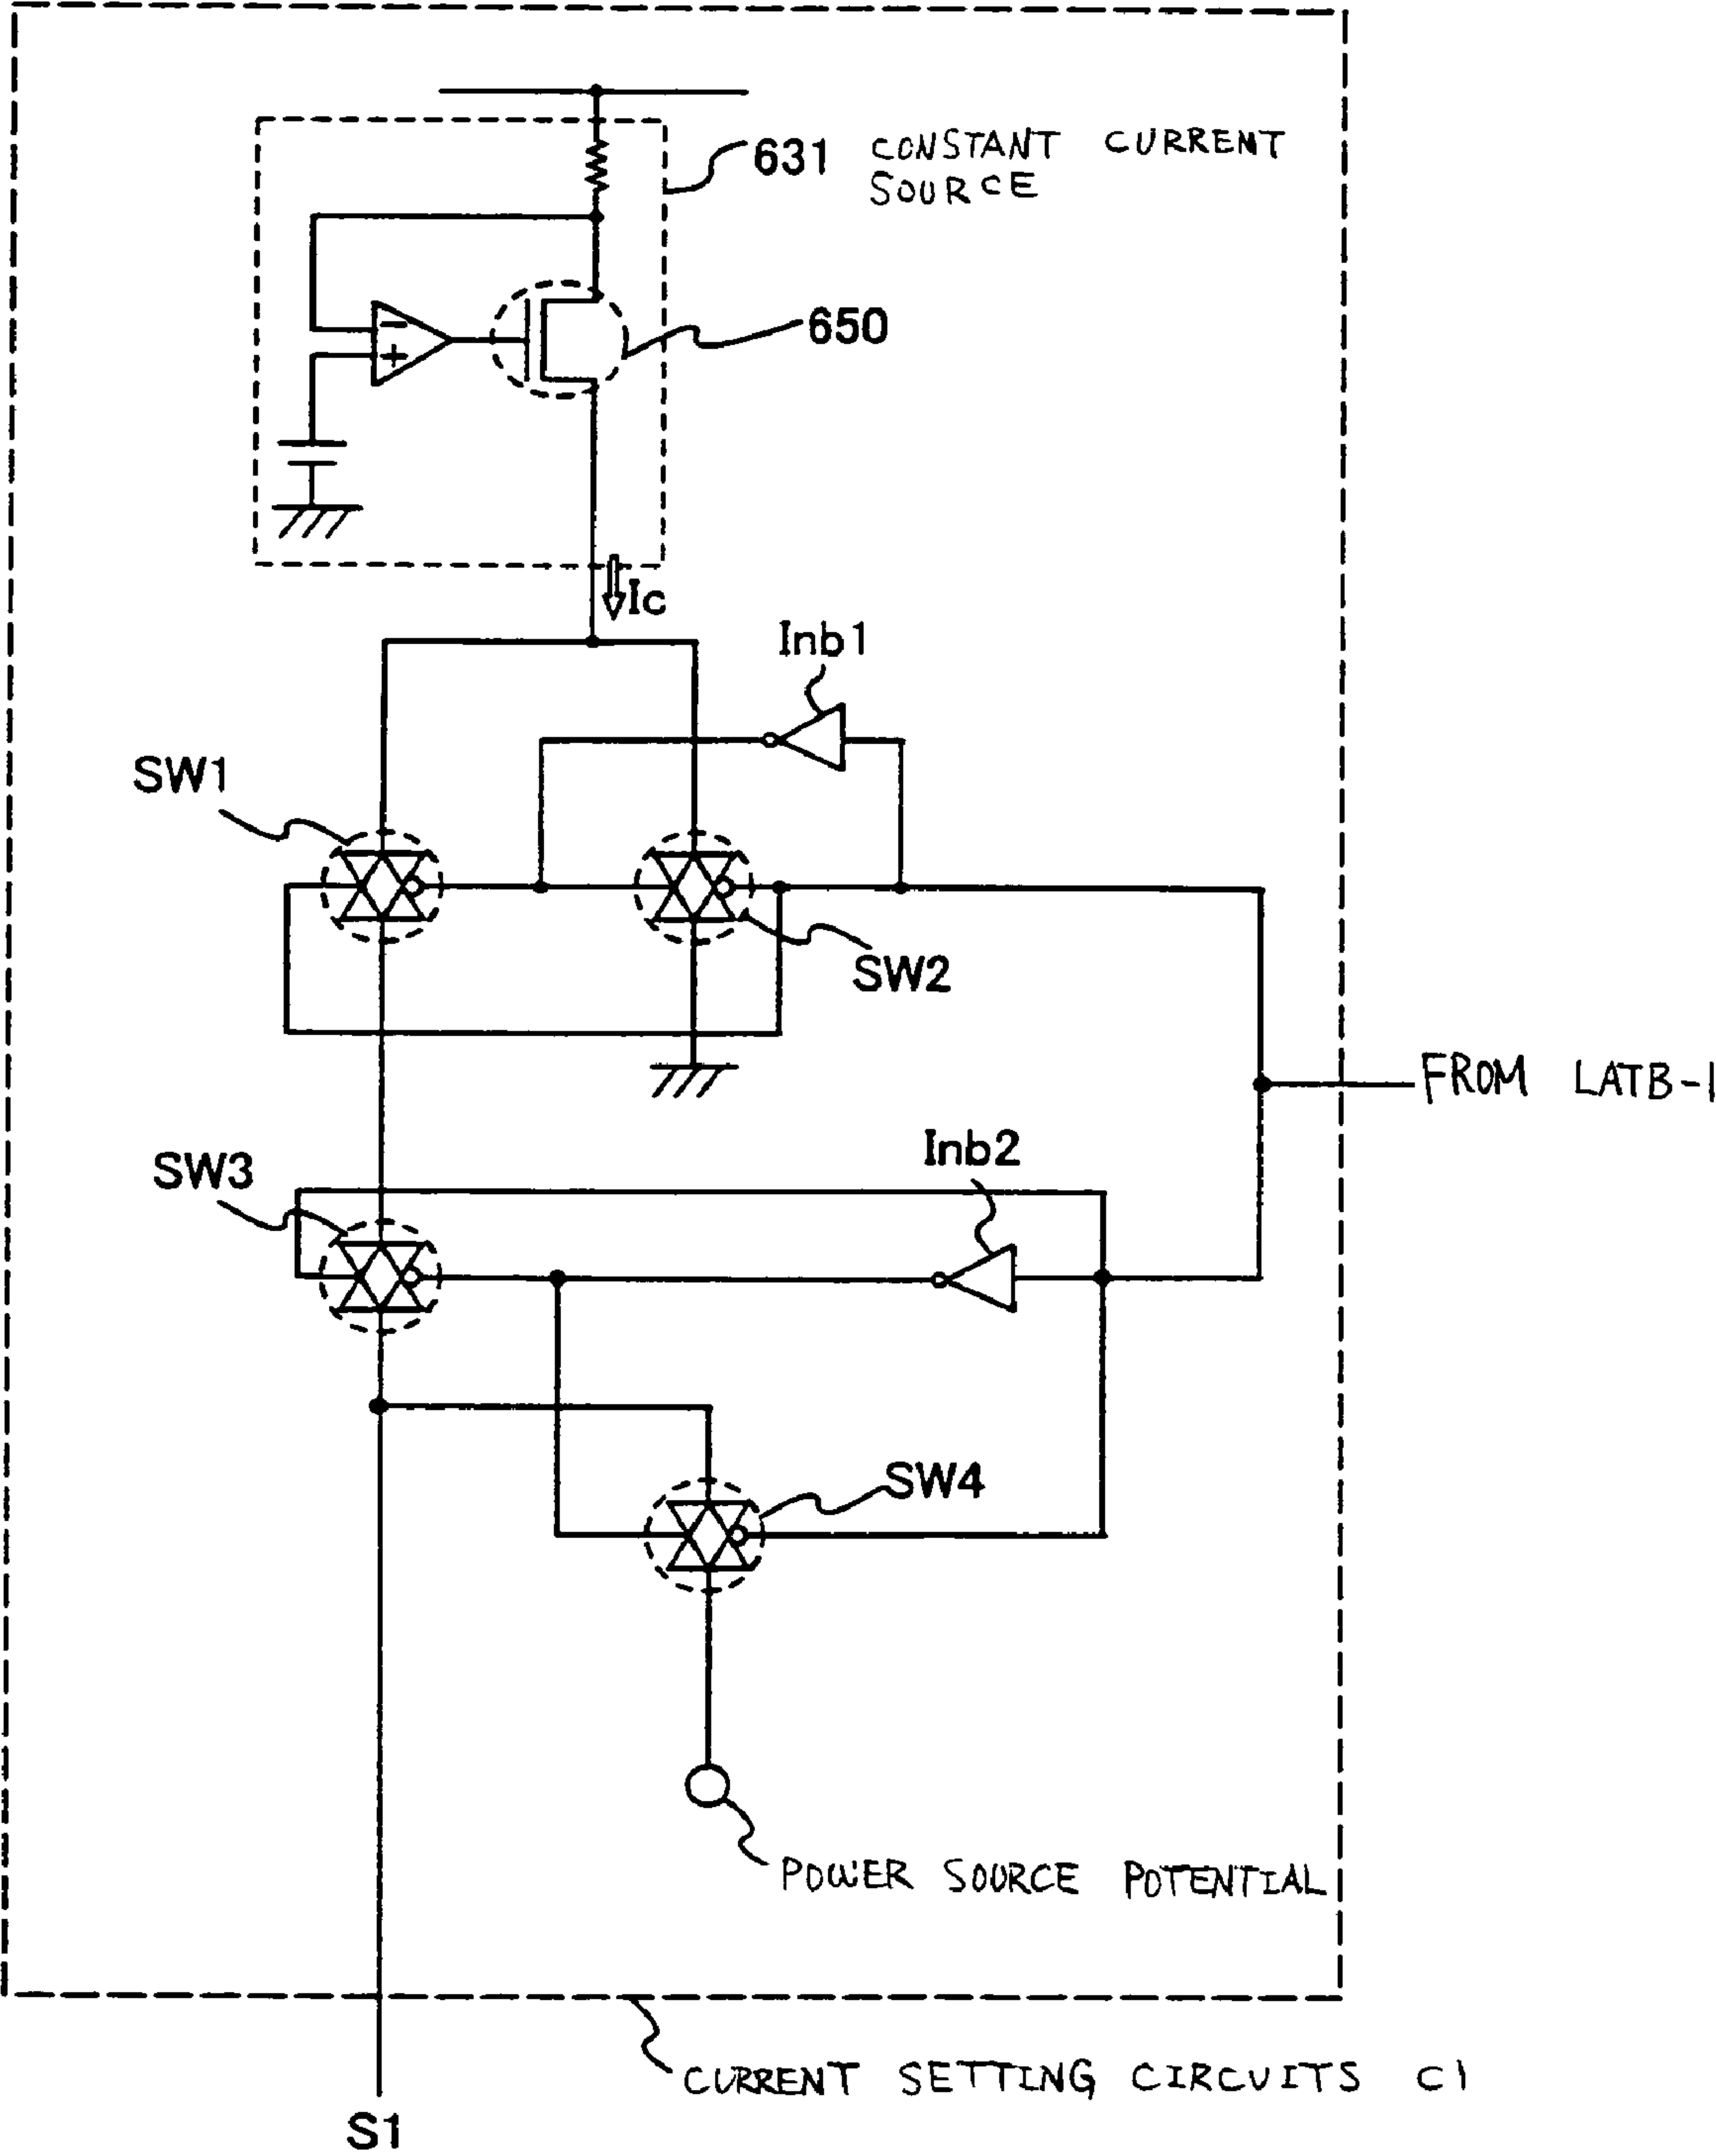 631 CONSTANT CURRENT
SOURCE
−
+
650
Ic
Inb1
SW1
SW2
FROM LATB-1
Inb2
SW3
SW4
POWER SOURCE POTENTIAL
CURRENT SETTING CIRCUITS C1
S1